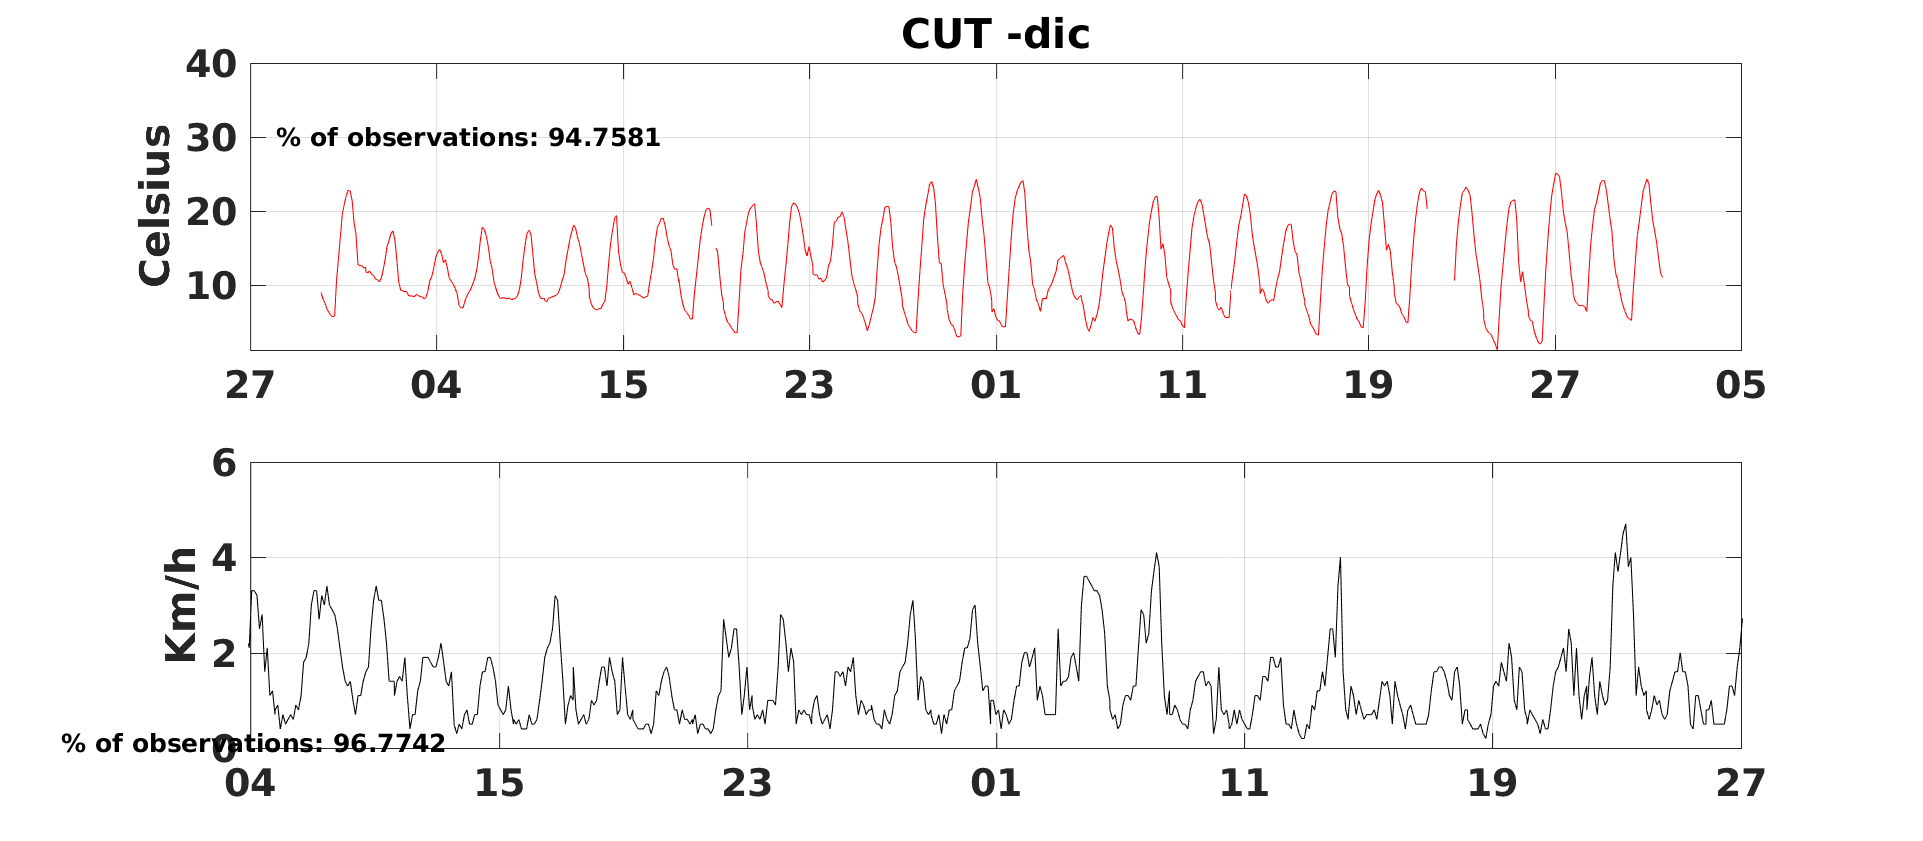 CUT -dic
40
30
20
10
Celsius
% of observations: 94.7581
27 04 15 23 01 11 19 27 05
6
4
2
0
Km/h
% of observations: 96.7742
04 15 23 01 11 19 27